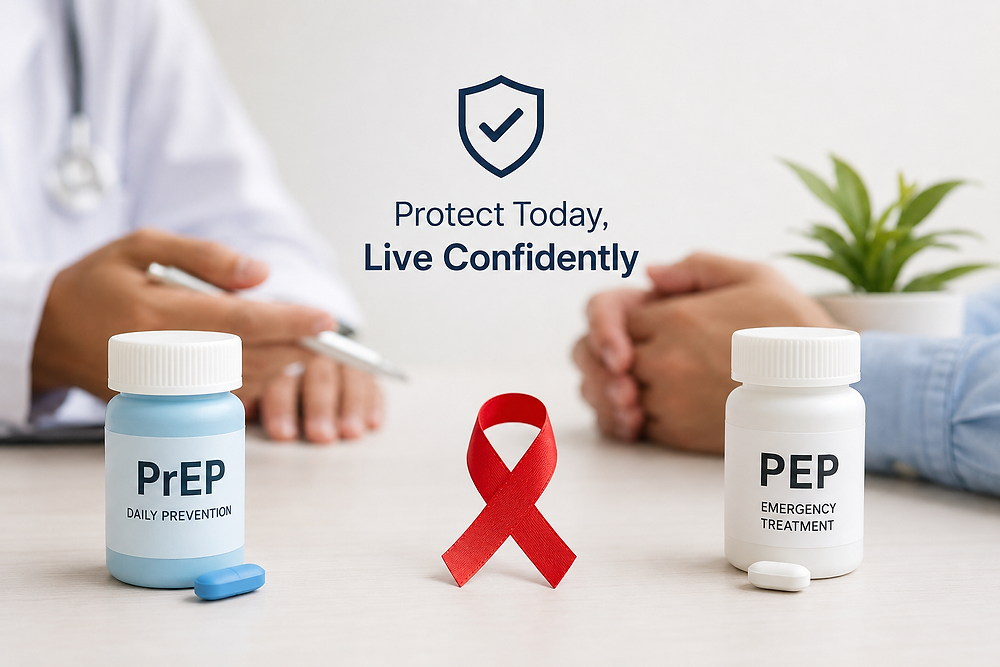 Protect Today,
Live Confidently
PrEP
DAILY PREVENTION
PEP
EMERGENCY
TREATMENT